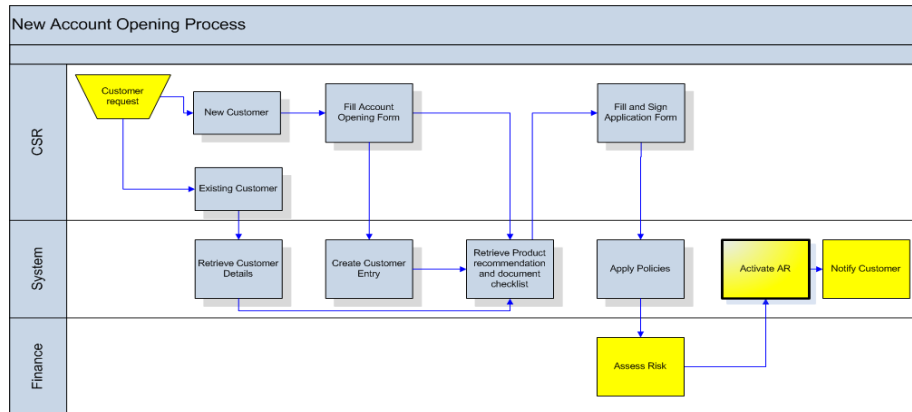 New Account Opening Process
CSR
Customer
request
New Customer
Fill Account
Opening Form
Fill and Sign
Application Form
Existing Customer
System
Retrieve Customer
Details
Create Customer
Entry
Retrieve Product
recommendation
and document
checklist
Apply Policies
Activate AR
Notify Customer
Finance
Assess Risk